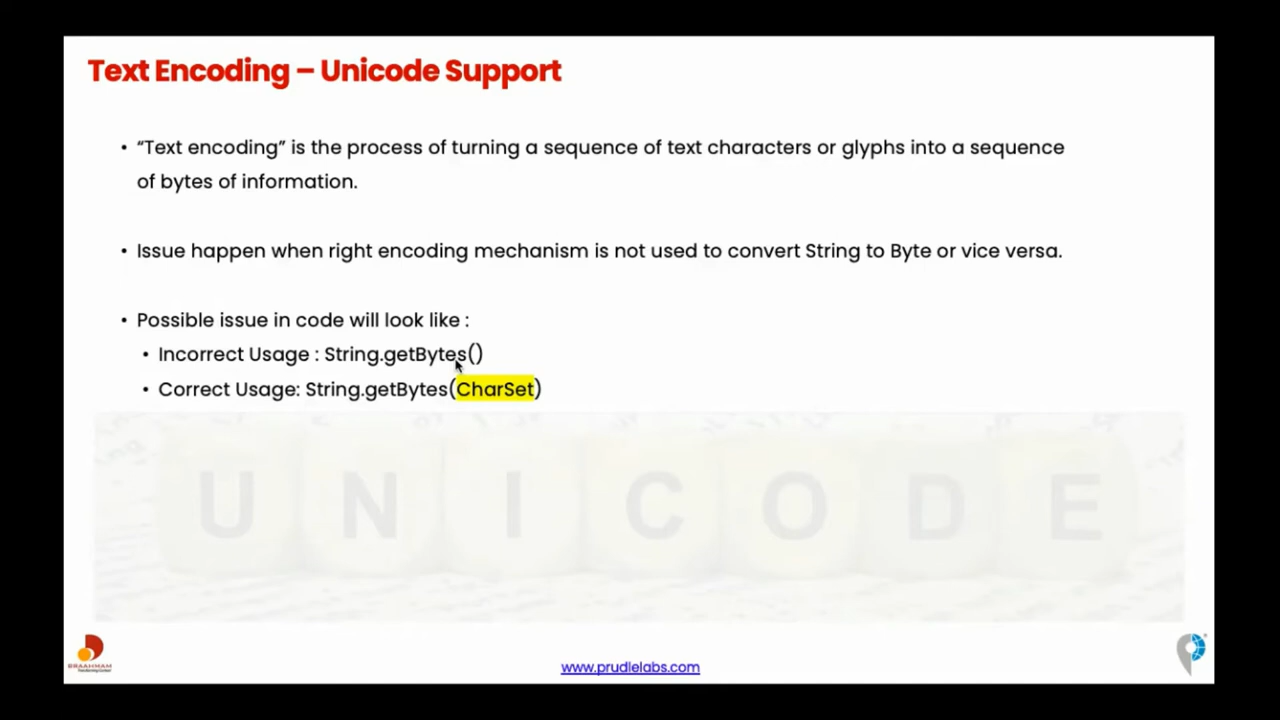 Text Encoding – Unicode Support
• “Text encoding” is the process of turning a sequence of text characters or glyphs into a sequence
of bytes of information.
• Issue happen when right encoding mechanism is not used to convert String to Byte or vice versa.
• Possible issue in code will look like :
• Incorrect Usage : String.getBytes()
• Correct Usage: String.getBytes(CharSet)
UNICODE
BRAAHMAM
www.prudlelabs.com